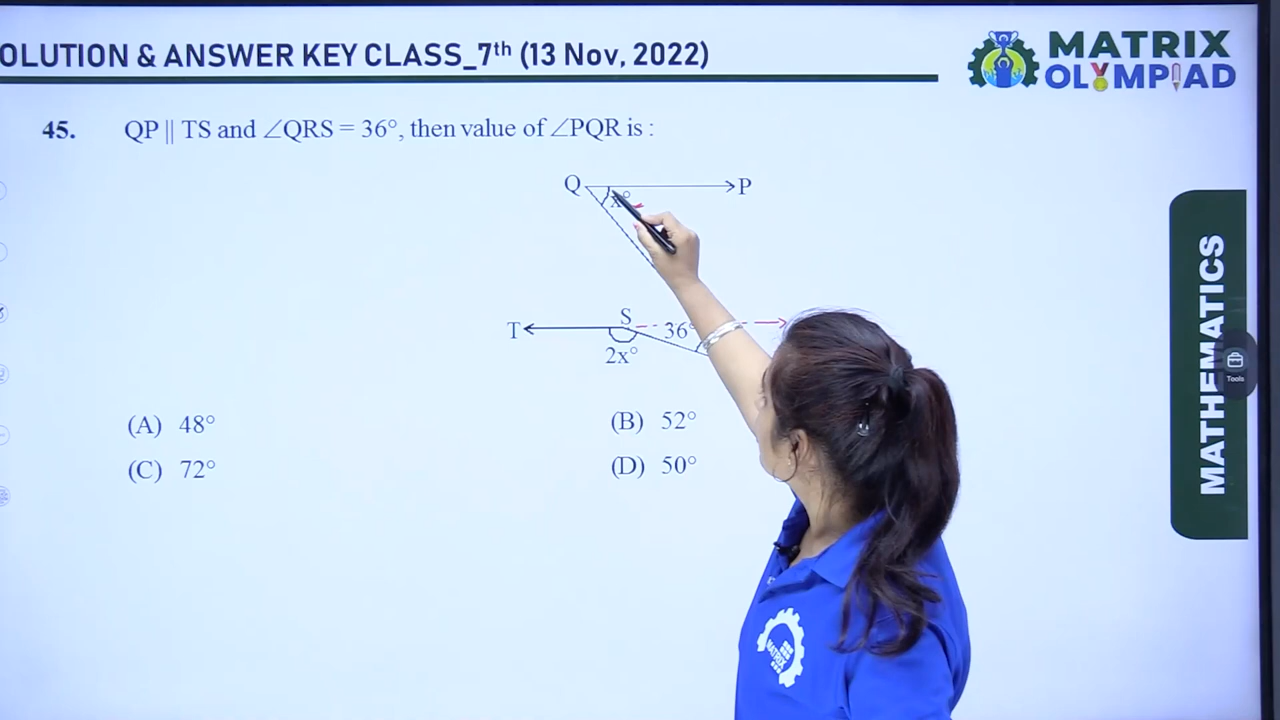 OLUTION & ANSWER KEY CLASS_7th (13 Nov, 2022)
MATRIX
OLYMPIAD
45. QP || TS and ∠QRS = 36°, then value of ∠PQR is :
Q P
x°
S
T 36°
2x°
(A) 48° (B) 52°
(C) 72° (D) 50°
MATHEMATICS
Tools
MATRIX